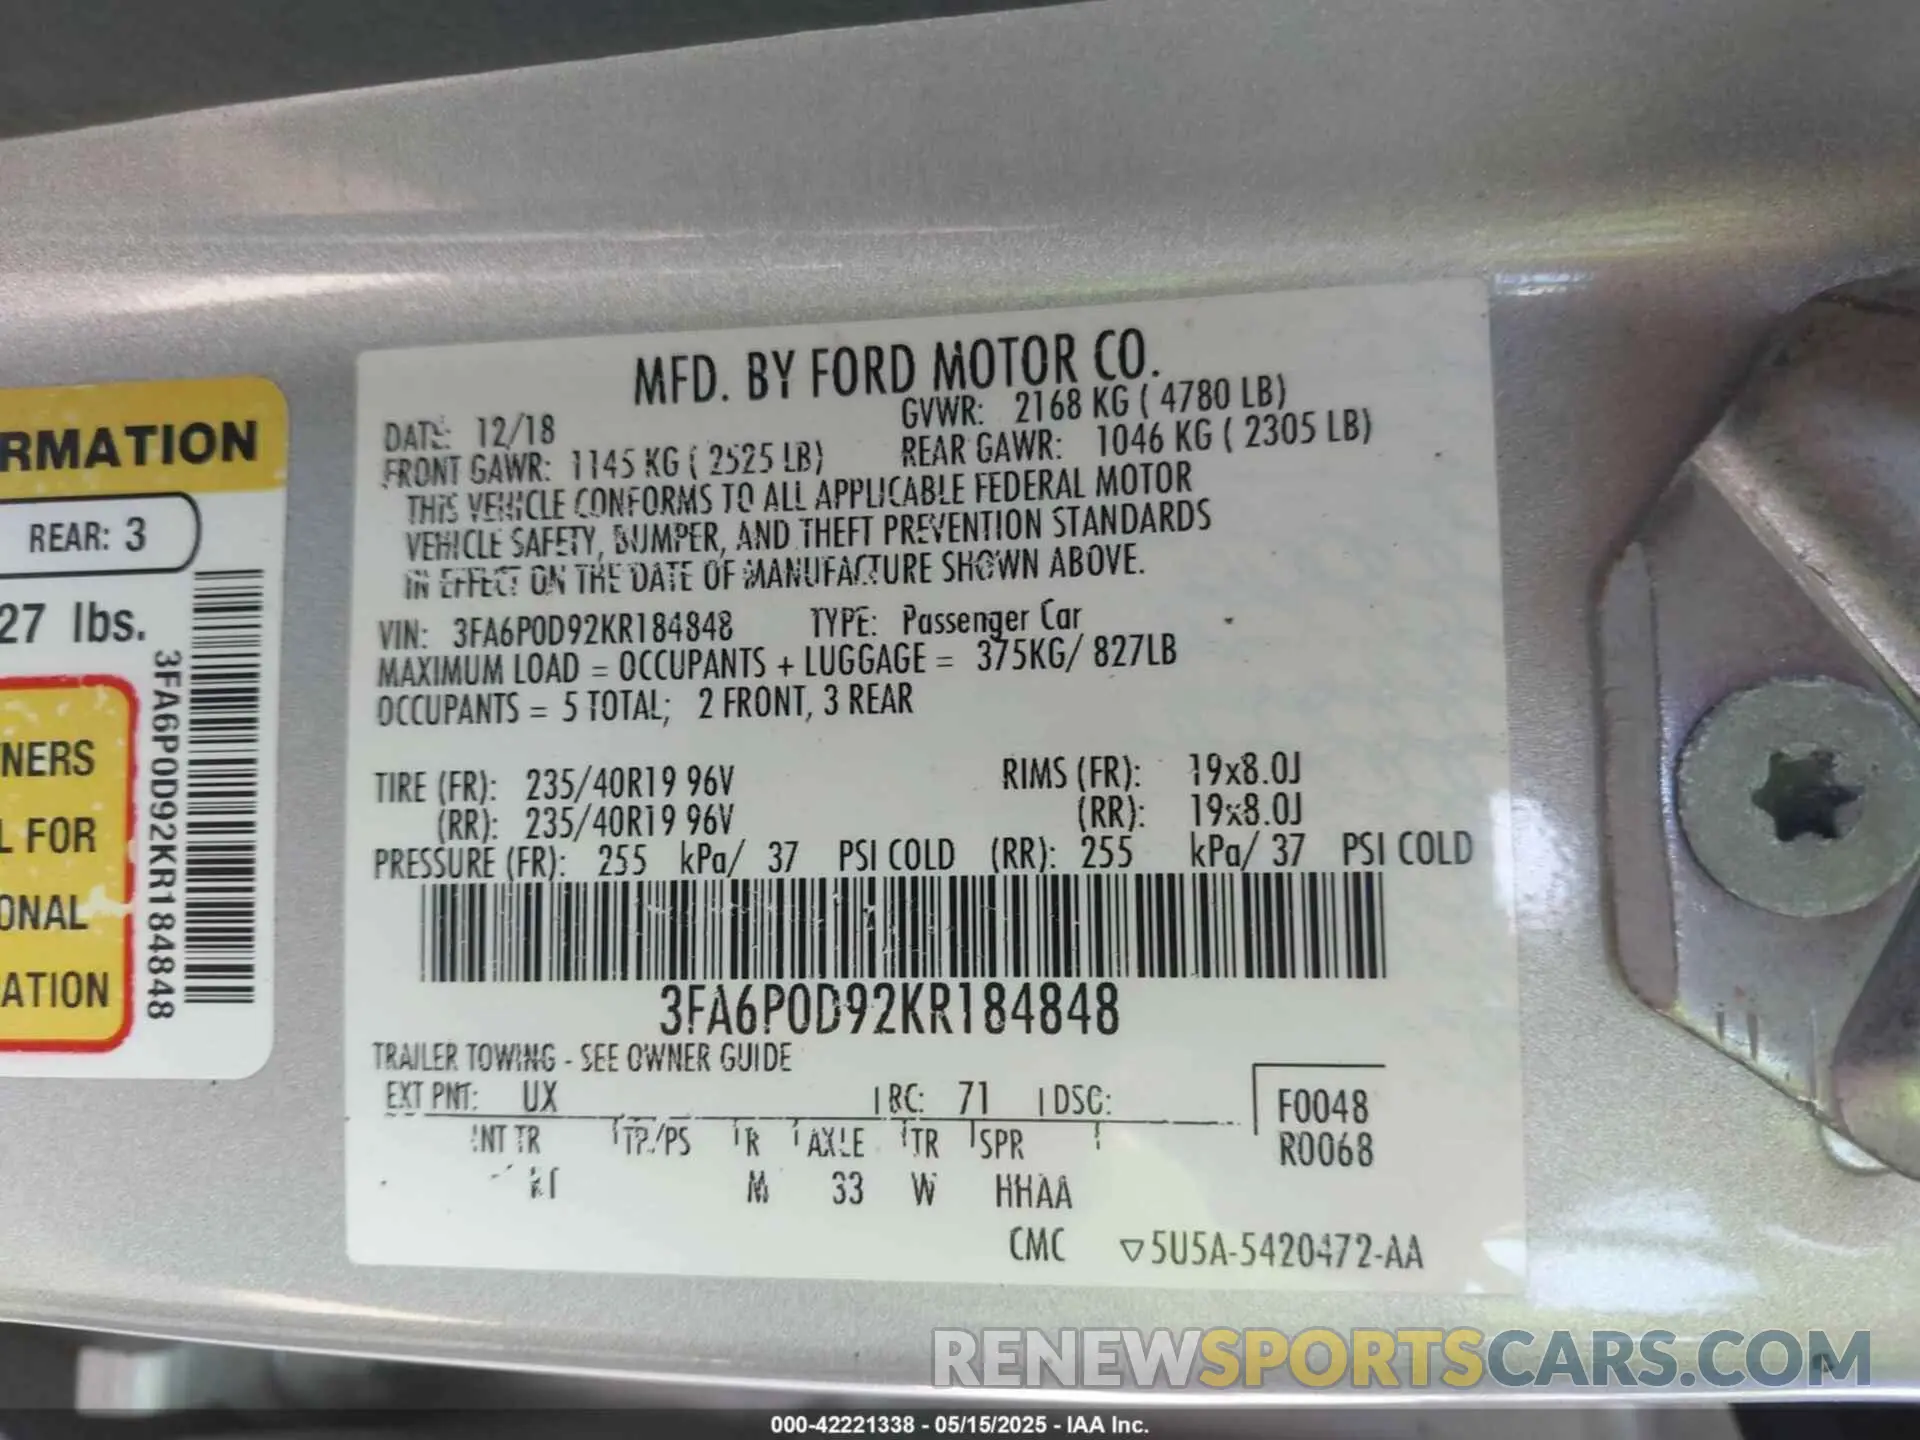 RMATION
REAR: 3
27 lbs.
NERS
L FOR
ONAL
ATION
3FA6P0D92KR184848
MFD. BY FORD MOTOR CO.
DATE: 12/18 GVWR: 2168 KG ( 4780 LB)
FRONT GAWR: 1145 KG ( 2525 LB) REAR GAWR: 1046 KG ( 2305 LB)
THIS VEHICLE CONFORMS TO ALL APPLICABLE FEDERAL MOTOR
VEHICLE SAFETY, BUMPER, AND THEFT PREVENTION STANDARDS
IN EFFECT ON THE DATE OF MANUFACTURE SHOWN ABOVE.
VIN: 3FA6P0D92KR184848 TYPE: Passenger Car
MAXIMUM LOAD = OCCUPANTS + LUGGAGE = 375KG/ 827LB
OCCUPANTS = 5 TOTAL; 2 FRONT, 3 REAR
TIRE (FR): 235/40R19 96V RIMS (FR): 19x8.0J
(RR): 235/40R19 96V (RR): 19x8.0J
PRESSURE (FR): 255 kPa/ 37 PSI COLD (RR): 255 kPa/ 37 PSI COLD
3FA6P0D92KR184848
TRAILER TOWING - SEE OWNER GUIDE
EXT PNT: UX RC: 71 DSO: F0048
INT TR TP/PS R AXLE TR SPR R0068
M 33 W HHAA
CMC ▽5U5A-5420472-AA
RENEWSPORTSCARS.COM
000-42221338 - 05/15/2025 - IAA Inc.